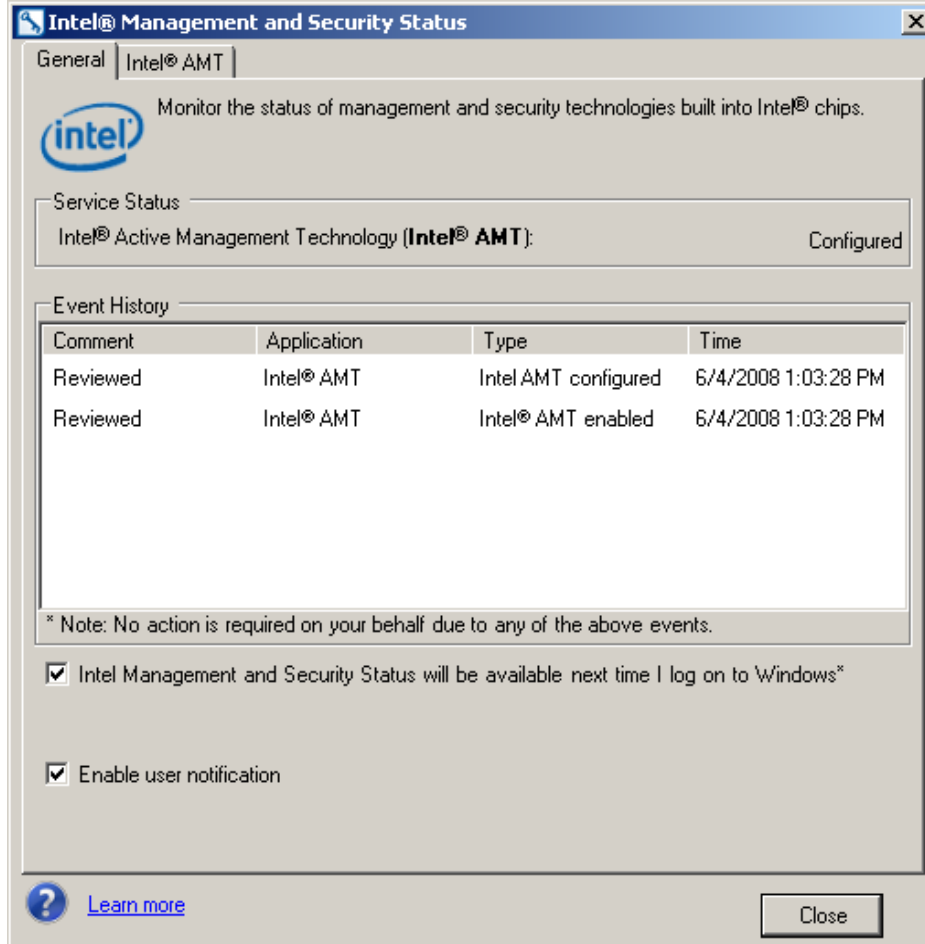 Intel® Management and Security Status
General
Intel® AMT
intel
Monitor the status of management and security technologies built into Intel® chips.
Service Status
Intel® Active Management Technology (Intel® AMT):
Configured
Event History
Comment Application Type Time
Reviewed Intel® AMT Intel AMT configured 6/4/2008 1:03:28 PM
Reviewed Intel® AMT Intel® AMT enabled 6/4/2008 1:03:28 PM
* Note: No action is required on your behalf due to any of the above events.
Intel Management and Security Status will be available next time I log on to Windows*
Enable user notification
Learn more
Close